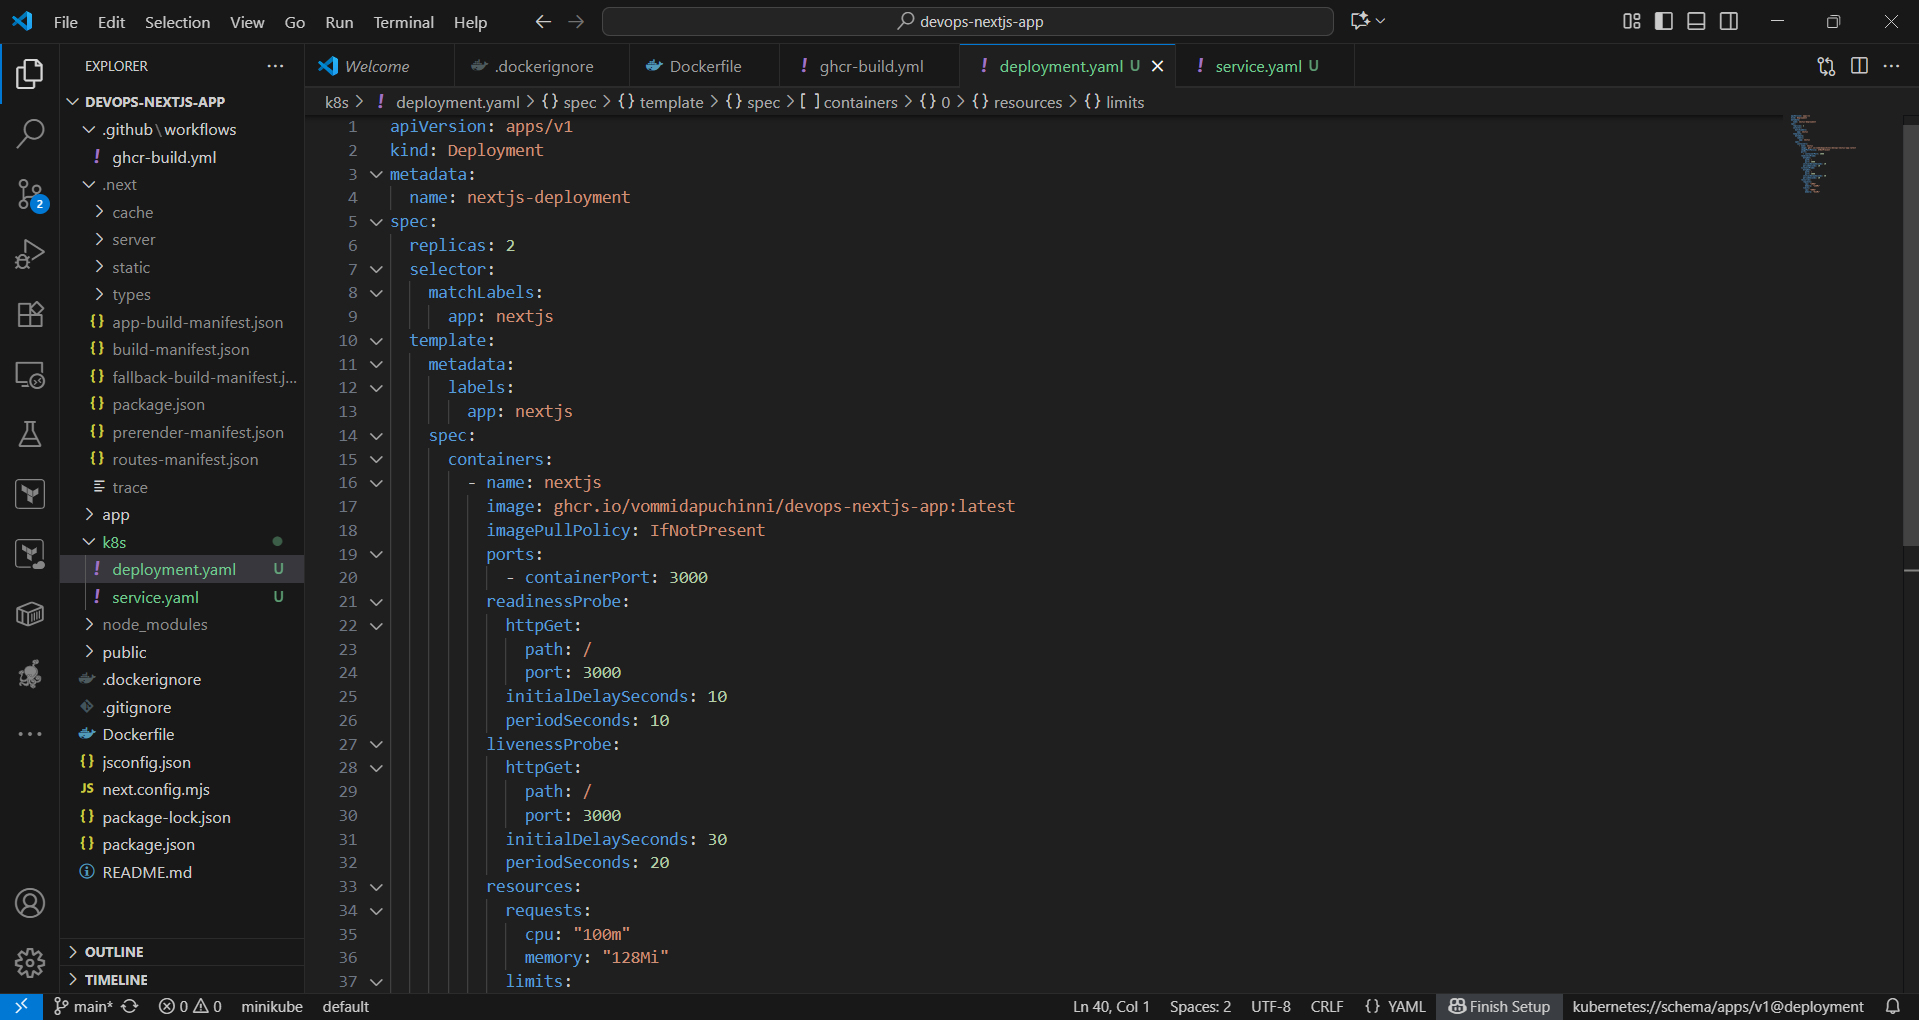 File Edit Selection View Go Run Terminal Help
devops-nextjs-app
EXPLORER
DEVOPS-NEXTJS-APP
.github\workflows
ghcr-build.yml
.next
cache
server
static
types
app-build-manifest.json
build-manifest.json
fallback-build-manifest.j...
package.json
prerender-manifest.json
routes-manifest.json
trace
app
k8s
deployment.yaml U
service.yaml U
node_modules
public
.dockerignore
.gitignore
Dockerfile
jsconfig.json
next.config.mjs
package-lock.json
package.json
README.md
OUTLINE
TIMELINE
Welcome .dockerignore Dockerfile ghcr-build.yml deployment.yaml U service.yaml U
k8s > ! deployment.yaml > {} spec > {} template > {} spec > [ ] containers > {} 0 > {} resources > {} limits
1 apiVersion: apps/v1
2 kind: Deployment
3 metadata:
4 name: nextjs-deployment
5 spec:
6 replicas: 2
7 selector:
8 matchLabels:
9 app: nextjs
10 template:
11 metadata:
12 labels:
13 app: nextjs
14 spec:
15 containers:
16 - name: nextjs
17 image: ghcr.io/vommidapuchinni/devops-nextjs-app:latest
18 imagePullPolicy: IfNotPresent
19 ports:
20 - containerPort: 3000
21 readinessProbe:
22 httpGet:
23 path: /
24 port: 3000
25 initialDelaySeconds: 10
26 periodSeconds: 10
27 livenessProbe:
28 httpGet:
29 path: /
30 port: 3000
31 initialDelaySeconds: 30
32 periodSeconds: 20
33 resources:
34 requests:
35 cpu: "100m"
36 memory: "128Mi"
37 limits:
2
main* 0 0 minikube default
Ln 40, Col 1 Spaces: 2 UTF-8 CRLF {} YAML Finish Setup kubernetes://schema/apps/v1@deployment